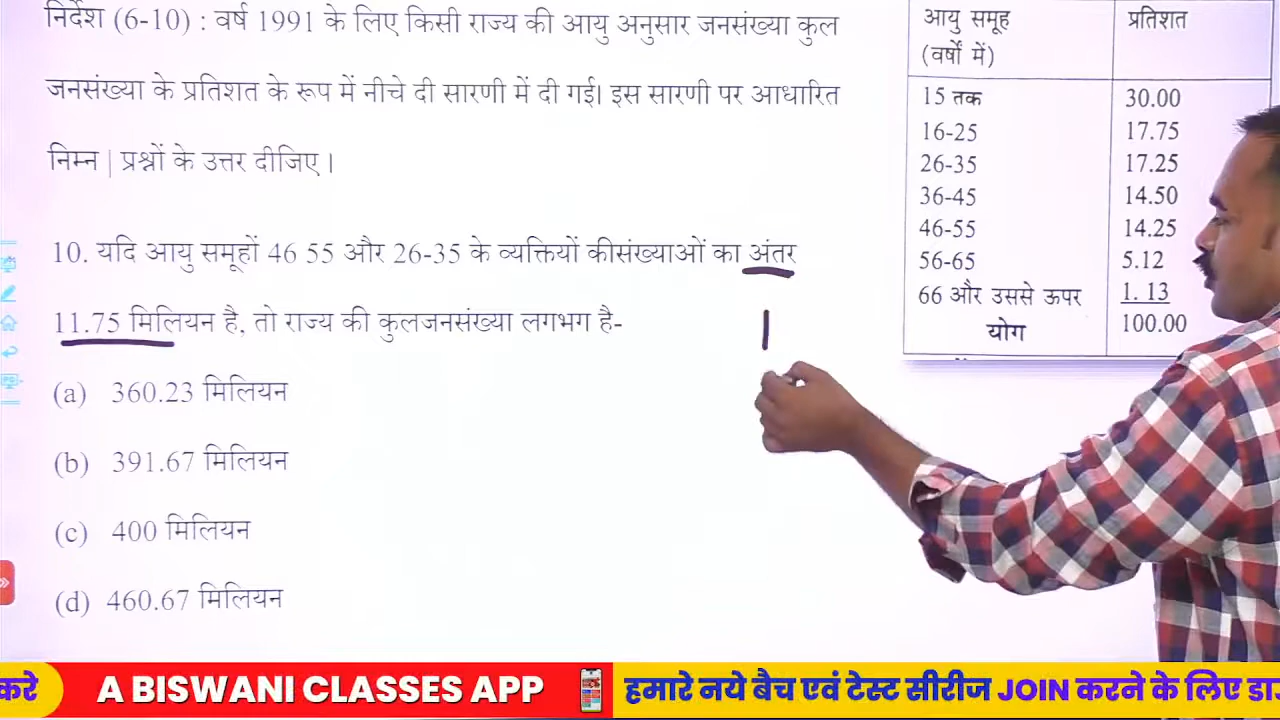 निर्देश (6-10) : वर्ष 1991 के लिए किसी राज्य की आयु अनुसार जनसंख्या कुल
जनसंख्या के प्रतिशत के रूप में नीचे दी सारणी में दी गई। इस सारणी पर आधारित
निम्न | प्रश्नों के उत्तर दीजिए ।
10. यदि आयु समूहों 46 55 और 26-35 के व्यक्तियों कीसंख्याओं का अंतर
11.75 मिलियन है, तो राज्य की कुलजनसंख्या लगभग है-
(a) 360.23 मिलियन
(b) 391.67 मिलियन
(c) 400 मिलियन
(d) 460.67 मिलियन
आयु समूह प्रतिशत
(वर्षों में)
15 तक 30.00
16-25 17.75
26-35 17.25
36-45 14.50
46-55 14.25
56-65 5.12
66 और उससे ऊपर 1. 13
योग 100.00
करे A BISWANI CLASSES APP हमारे नये बैच एवं टेस्ट सीरीज JOIN करने के लिए